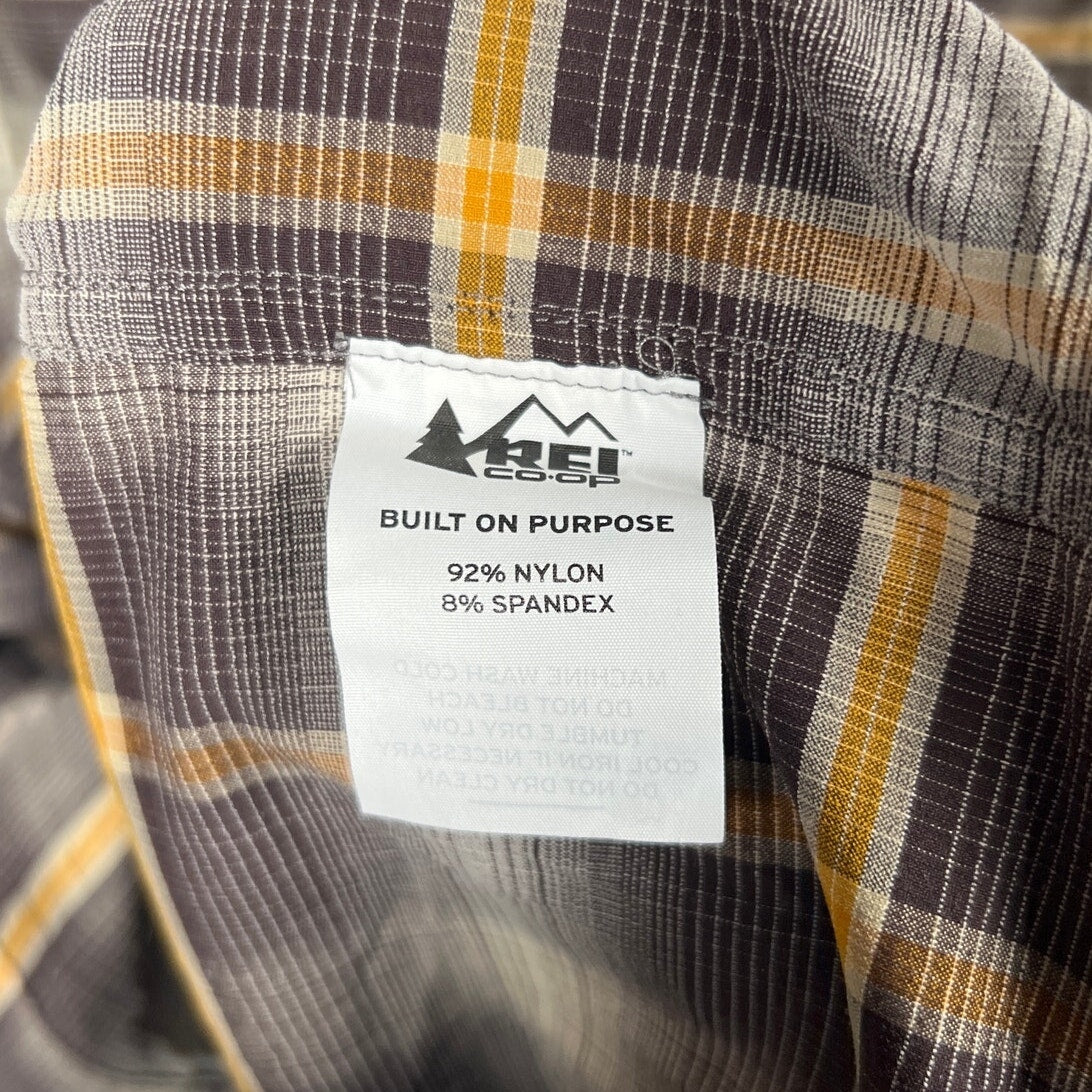 REI™
CO·OP
BUILT ON PURPOSE
92% NYLON
8% SPANDEX
MACHINE WASH COLD
DO NOT BLEACH
TUMBLE DRY LOW
COOL IRON IF NECESSARY
DO NOT DRY CLEAN